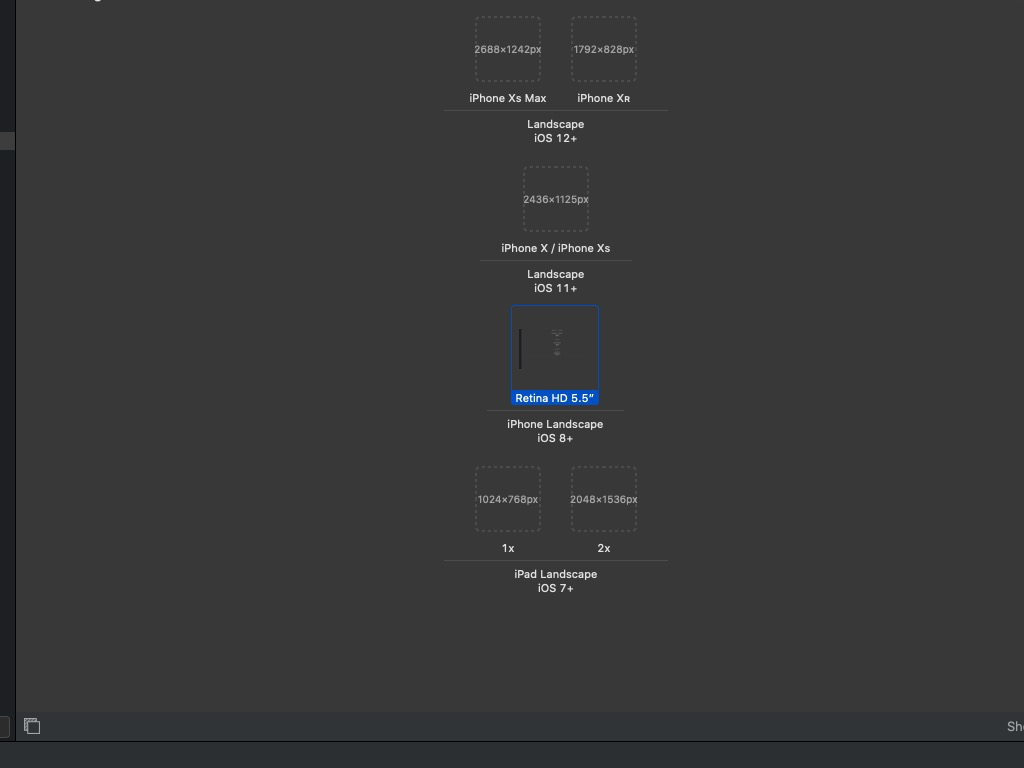 2688×1242px 1792×828px
iPhone Xs Max iPhone Xʀ
Landscape
iOS 12+
2436×1125px
iPhone X / iPhone Xs
Landscape
iOS 11+
Retina HD 5.5″
iPhone Landscape
iOS 8+
1024×768px 2048×1536px
1x 2x
iPad Landscape
iOS 7+